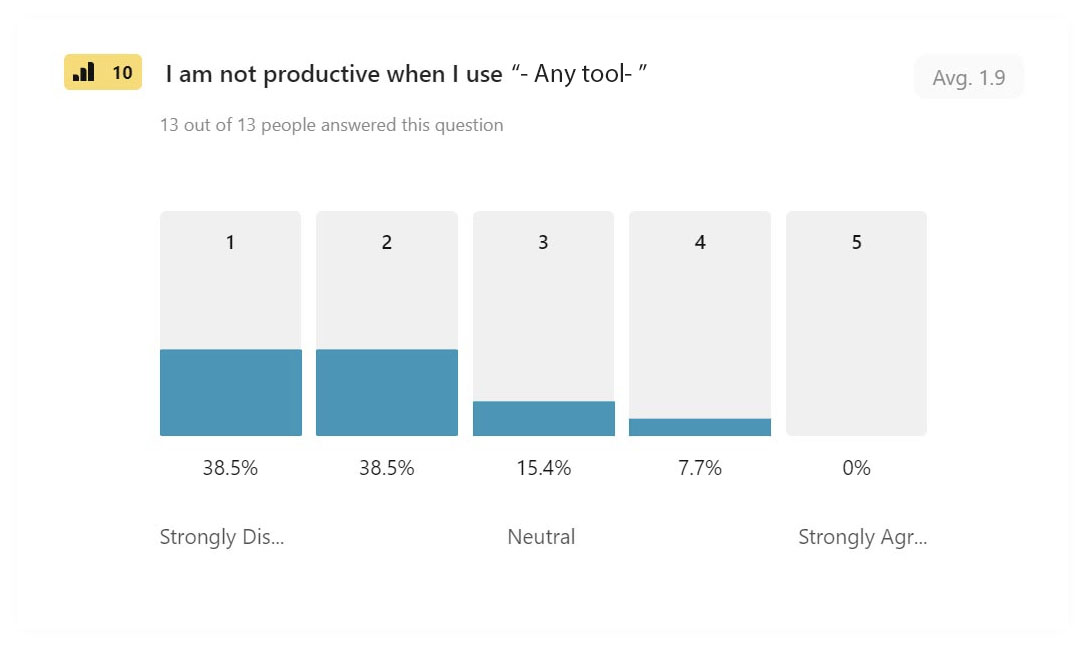 10 I am not productive when I use “- Any tool- ”
Avg. 1.9
13 out of 13 people answered this question
1 2 3 4 5
38.5% 38.5% 15.4% 7.7% 0%
Strongly Dis... Neutral Strongly Agr...